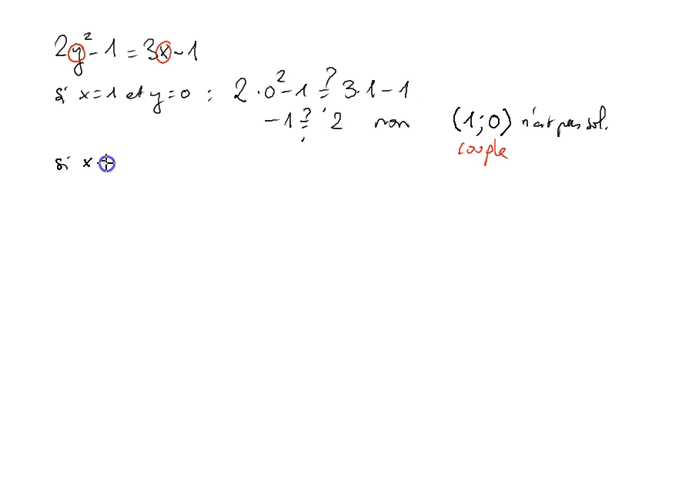 2y² - 1 = 3x - 1
si x = 1 et y = 0 : 2 · 0² - 1 ?= 3 · 1 - 1
- 1 ?= 2 non (1 ; 0) n'est pas sol.
couple
si x